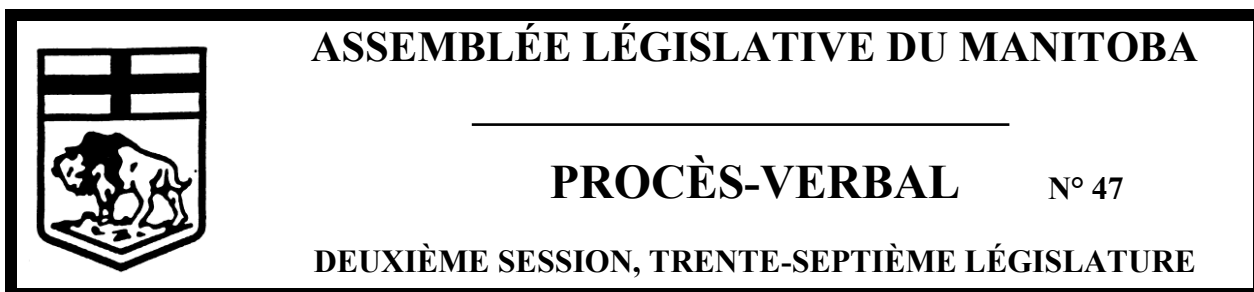 ASSEMBLÉE LÉGISLATIVE DU MANITOBA
PROCÈS-VERBAL N° 47
DEUXIÈME SESSION, TRENTE-SEPTIÈME LÉGISLATURE